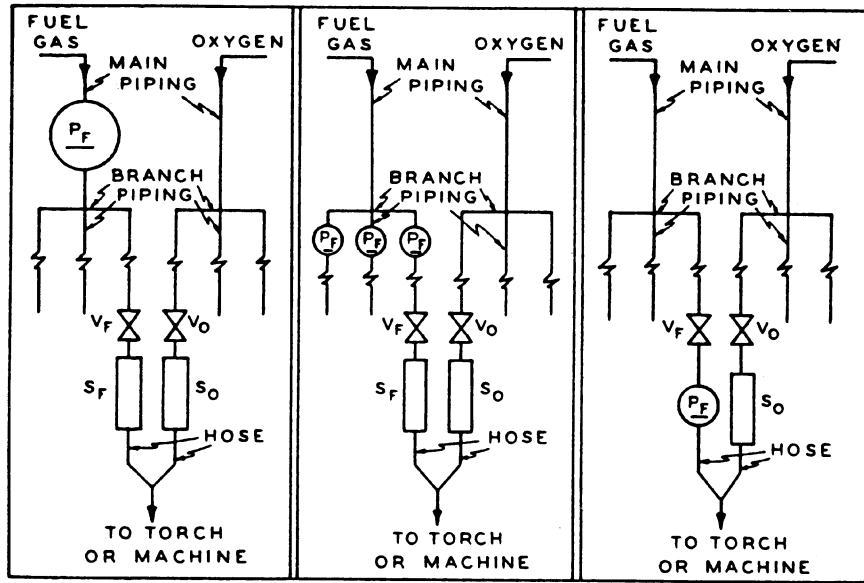 FUEL
GAS
OXYGEN
MAIN
PIPING
PF
BRANCH
PIPING
VF
VO
SF
SO
HOSE
TO TORCH
OR MACHINE
FUEL
GAS
OXYGEN
MAIN
PIPING
BRANCH
PIPING
PF
PF
PF
VF
VO
SF
SO
HOSE
TO TORCH
OR MACHINE
FUEL
GAS
OXYGEN
MAIN
PIPING
BRANCH
PIPING
VF
VO
PF
SO
HOSE
TO TORCH
OR MACHINE